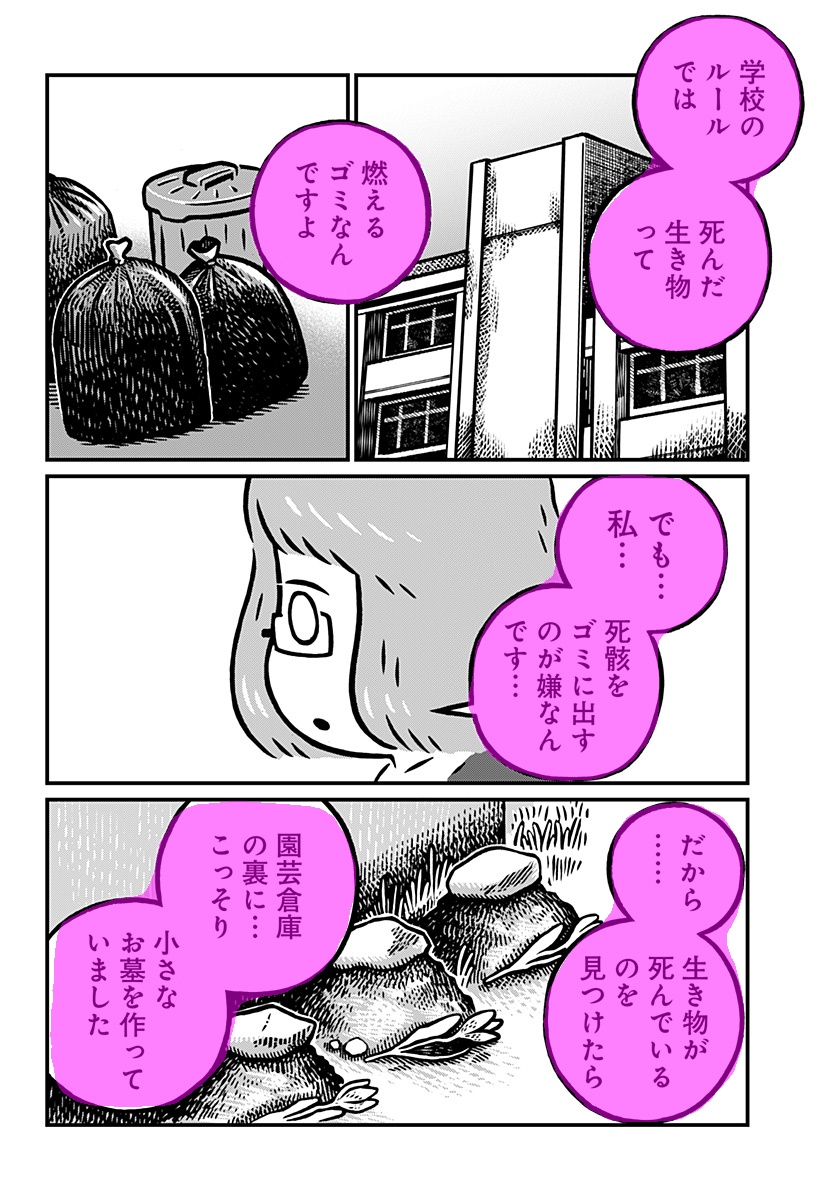 学校の
ルール
では
死んだ
生き物
って
燃える
ゴミなん
ですよ
でも…
私…
死骸を
ゴミに出す
のが嫌なん
です…
だから
……
生き物が
死んでいる
のを
見つけたら
園芸倉庫
の裏に…
こっそり
小さな
お墓を作って
いました